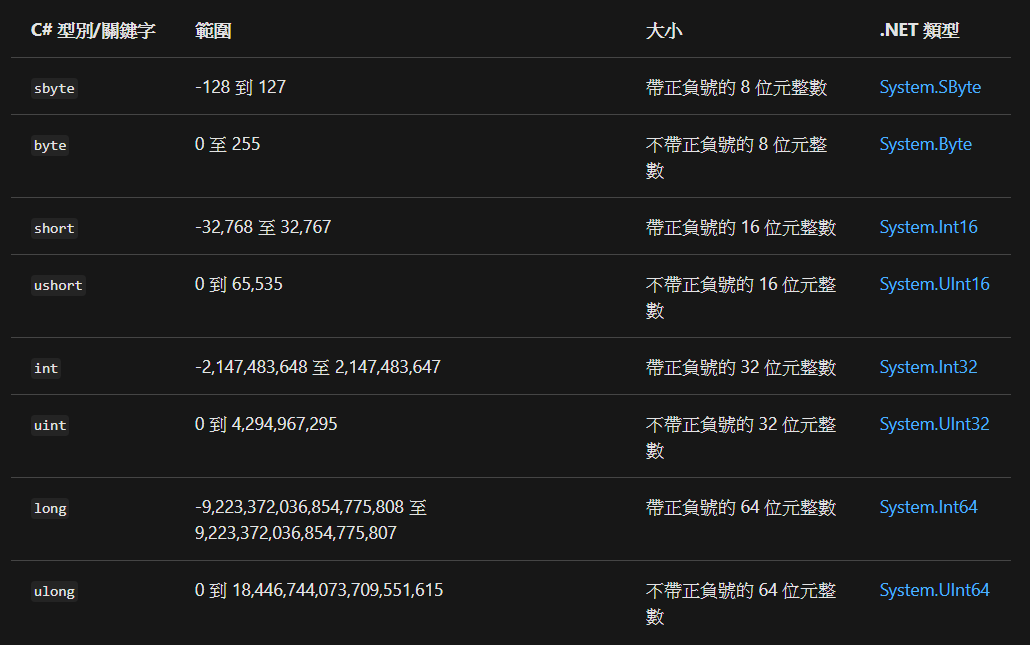 C# 型別/關鍵字 範圍 大小 .NET 類型
sbyte -128 到 127 帶正負號的 8 位元整數 System.SByte
byte 0 至 255 不帶正負號的 8 位元整 System.Byte
數
short -32,768 至 32,767 帶正負號的 16 位元整數 System.Int16
ushort 0 到 65,535 不帶正負號的 16 位元整 System.UInt16
數
int -2,147,483,648 至 2,147,483,647 帶正負號的 32 位元整數 System.Int32
uint 0 到 4,294,967,295 不帶正負號的 32 位元整 System.UInt32
數
long -9,223,372,036,854,775,808 至 帶正負號的 64 位元整數 System.Int64
9,223,372,036,854,775,807
ulong 0 到 18,446,744,073,709,551,615 不帶正負號的 64 位元整 System.UInt64
數